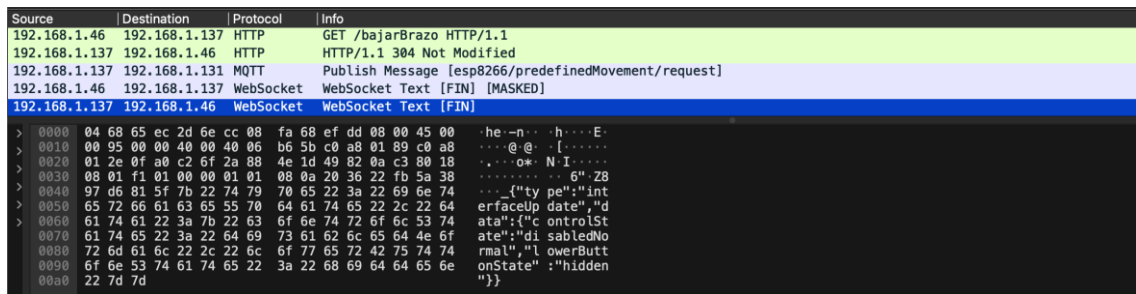 Source Destination Protocol Info
192.168.1.46 192.168.1.137 HTTP GET /bajarBrazo HTTP/1.1
192.168.1.137 192.168.1.46 HTTP HTTP/1.1 304 Not Modified
192.168.1.137 192.168.1.131 MQTT Publish Message [esp8266/predefinedMovement/request]
192.168.1.46 192.168.1.137 WebSocket WebSocket Text [FIN] [MASKED]
192.168.1.137 192.168.1.46 WebSocket WebSocket Text [FIN]
0000 04 68 65 ec 2d 6e cc 08 fa 68 ef dd 08 00 45 00 ·he·-n·· ·h····E·
0010 00 95 00 00 40 00 40 06 b6 5b c0 a8 01 89 c0 a8 ····@·@· ·[······
0020 01 2e 0f a0 c2 6f 2a 88 4e 1d 49 82 0a c3 80 18 ·.···o*· N·I·····
0030 08 01 f1 01 00 00 01 01 08 0a 20 36 22 fb 5a 38 ········ ·· 6"·Z8
0040 97 d6 81 5f 7b 22 74 79 70 65 22 3a 22 69 6e 74 ···_{"ty pe":"int
0050 65 72 66 61 63 65 55 70 64 61 74 65 22 2c 22 64 erfaceUp date","d
0060 61 74 61 22 3a 7b 22 63 6f 6e 74 72 6f 6c 53 74 ata":{"c ontrolSt
0070 61 74 65 22 3a 22 64 69 73 61 62 6c 65 64 4e 6f ate":"di sabledNo
0080 72 6d 61 6c 22 2c 22 6c 6f 77 65 72 42 75 74 74 rmal","l owerButt
0090 6f 6e 53 74 61 74 65 22 3a 22 68 69 64 64 65 6e onState" :"hidden
00a0 22 7d 7d "}}